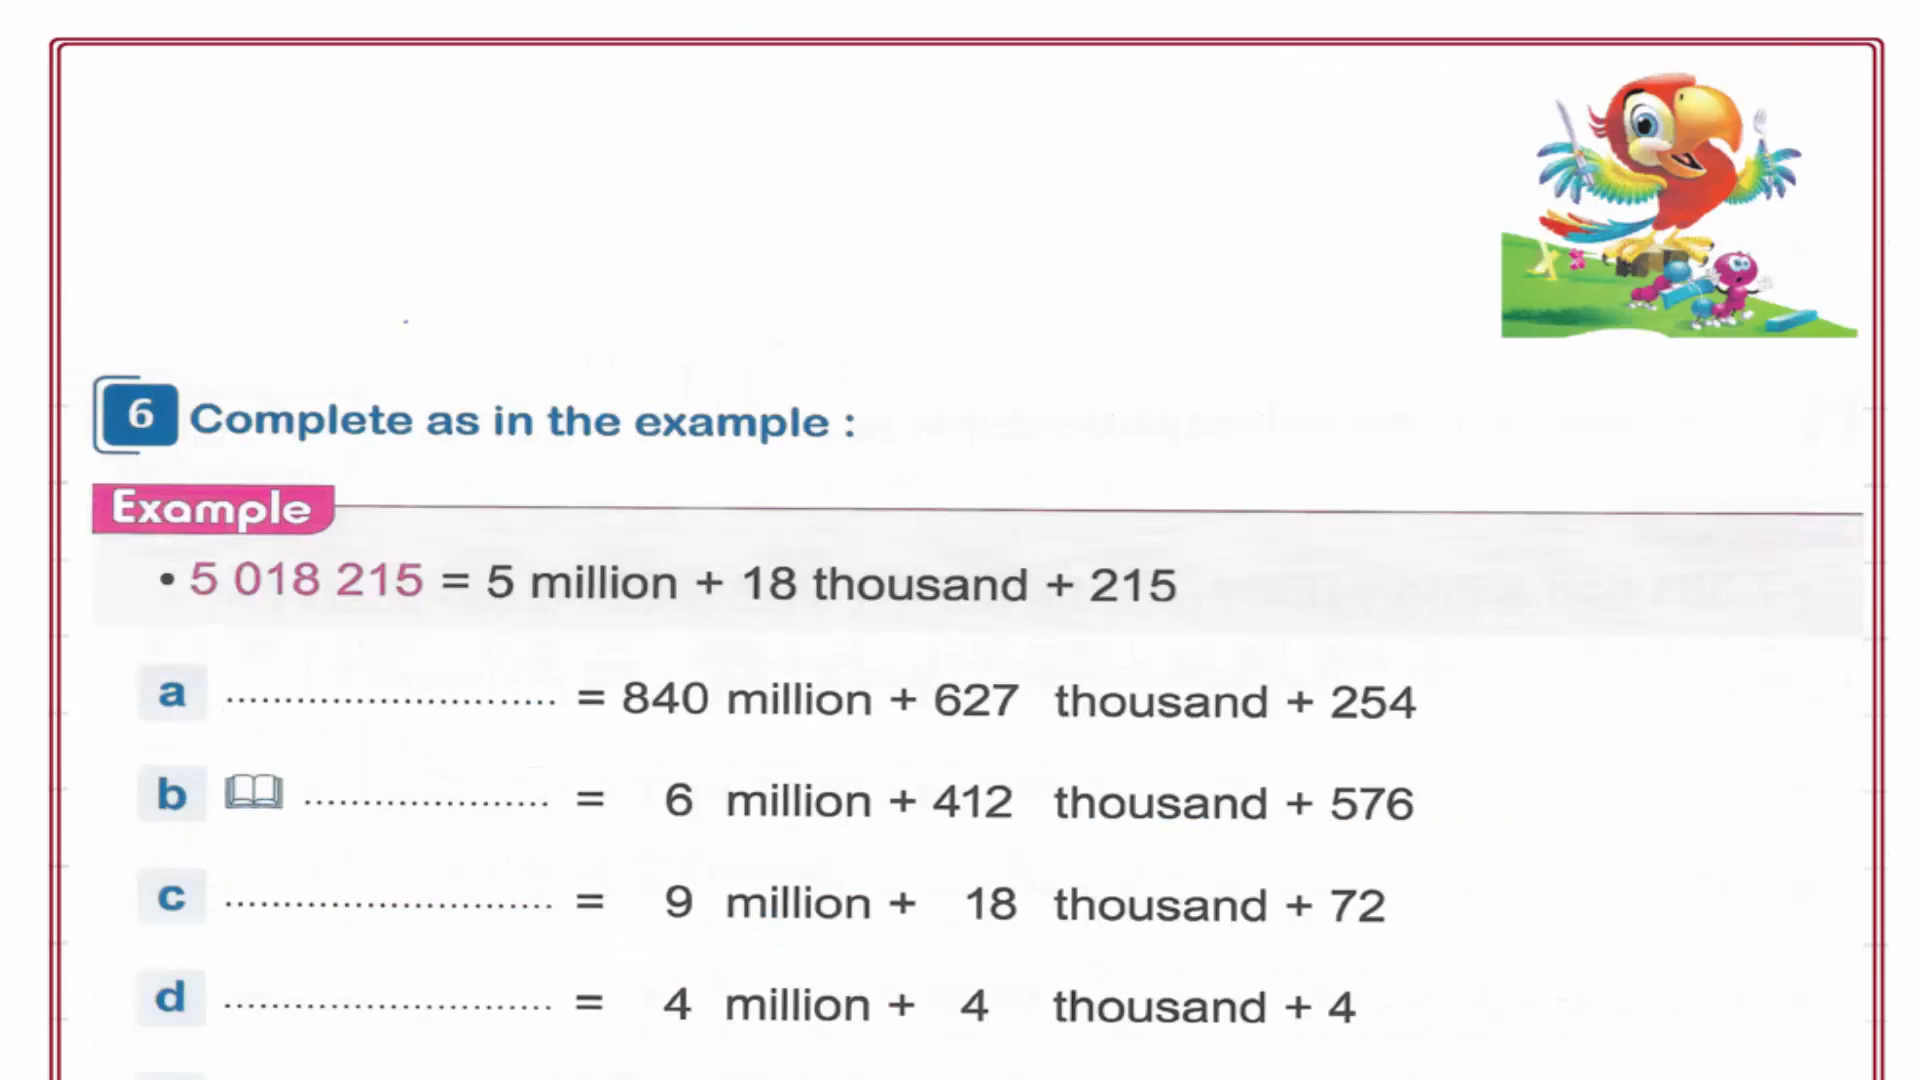 6 Complete as in the example :
Example
• 5 018 215 = 5 million + 18 thousand + 215
a .............................. = 840 million + 627 thousand + 254
b ...................... = 6 million + 412 thousand + 576
c .............................. = 9 million + 18 thousand + 72
d .............................. = 4 million + 4 thousand + 4